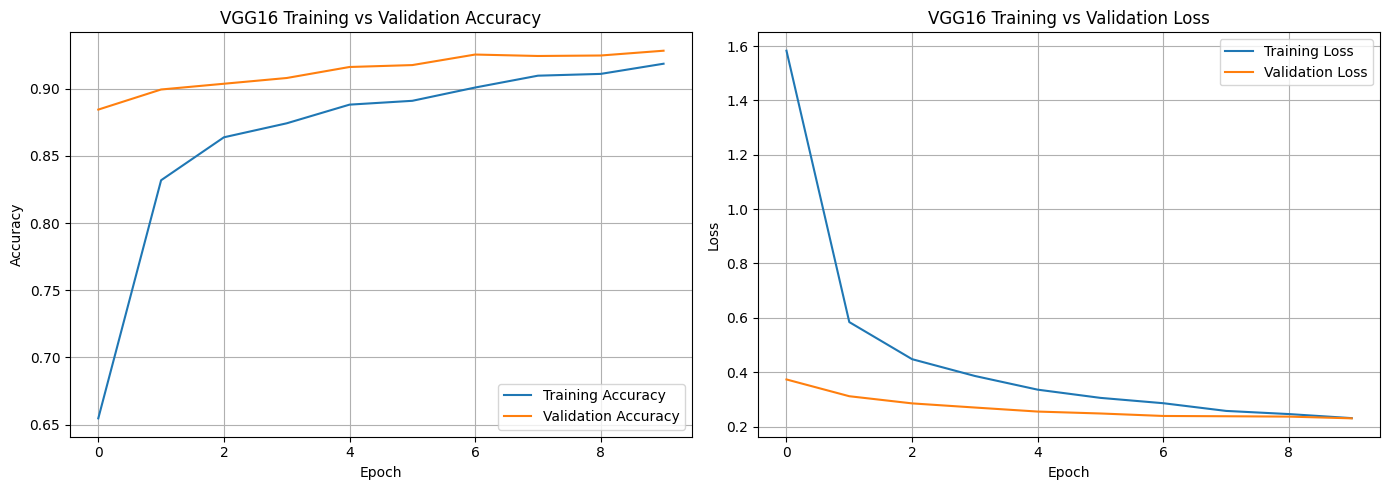 VGG16 Training vs Validation Accuracy
Accuracy
0.90
0.85
0.80
0.75
0.70
0.65
0 2 4 6 8
Epoch
Training Accuracy
Validation Accuracy
VGG16 Training vs Validation Loss
Loss
1.6
1.4
1.2
1.0
0.8
0.6
0.4
0.2
0 2 4 6 8
Epoch
Training Loss
Validation Loss